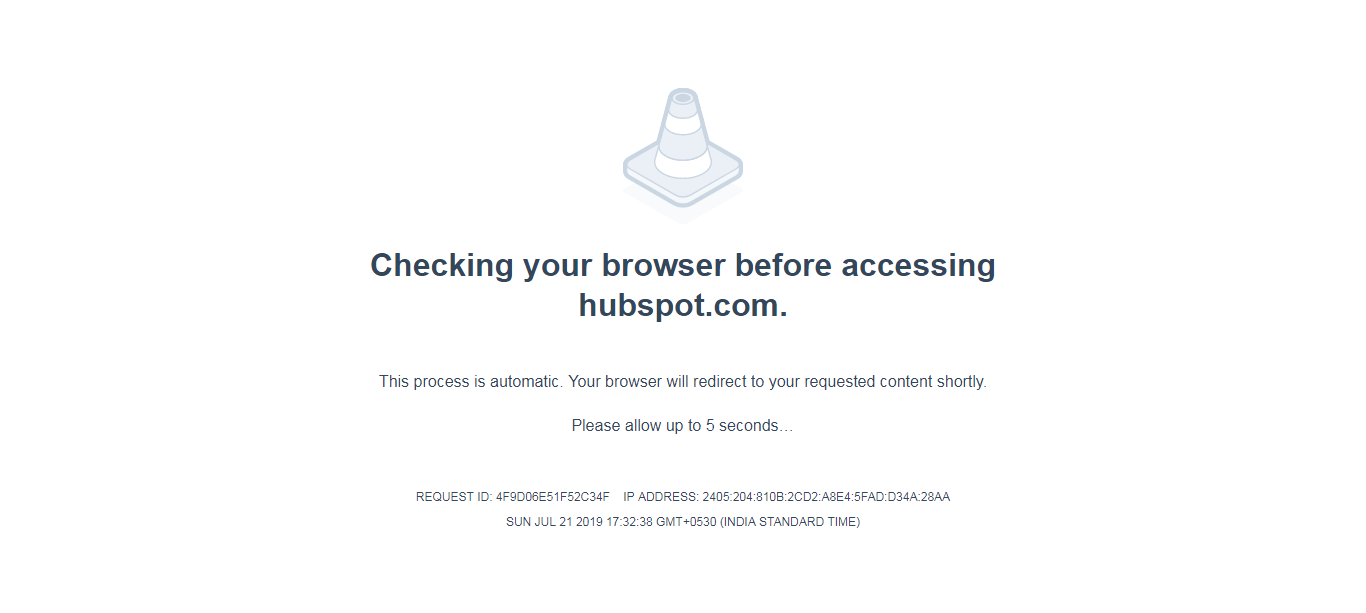 Checking your browser before accessing
hubspot.com.
This process is automatic. Your browser will redirect to your requested content shortly.
Please allow up to 5 seconds…
REQUEST ID: 4F9D06E51F52C34F    IP ADDRESS: 2405:204:810B:2CD2:A8E4:5FAD:D34A:28AA
SUN JUL 21 2019 17:32:38 GMT+0530 (INDIA STANDARD TIME)